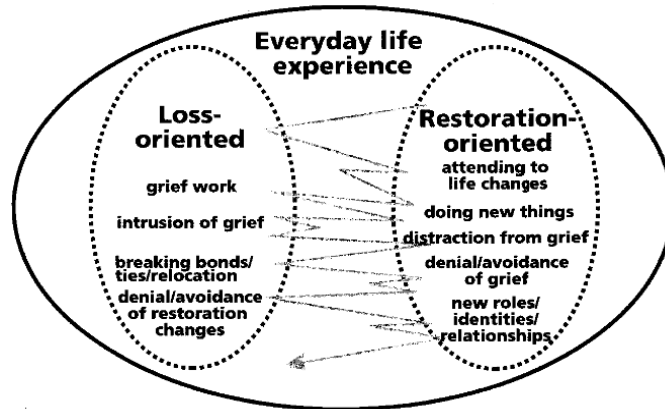 Everyday life
experience
Loss-
oriented
grief work
intrusion of grief
breaking bonds/
ties/relocation
denial/avoidance
of restoration
changes
Restoration-
oriented
attending to
life changes
doing new things
distraction from grief
denial/avoidance
of grief
new roles/
identities/
relationships